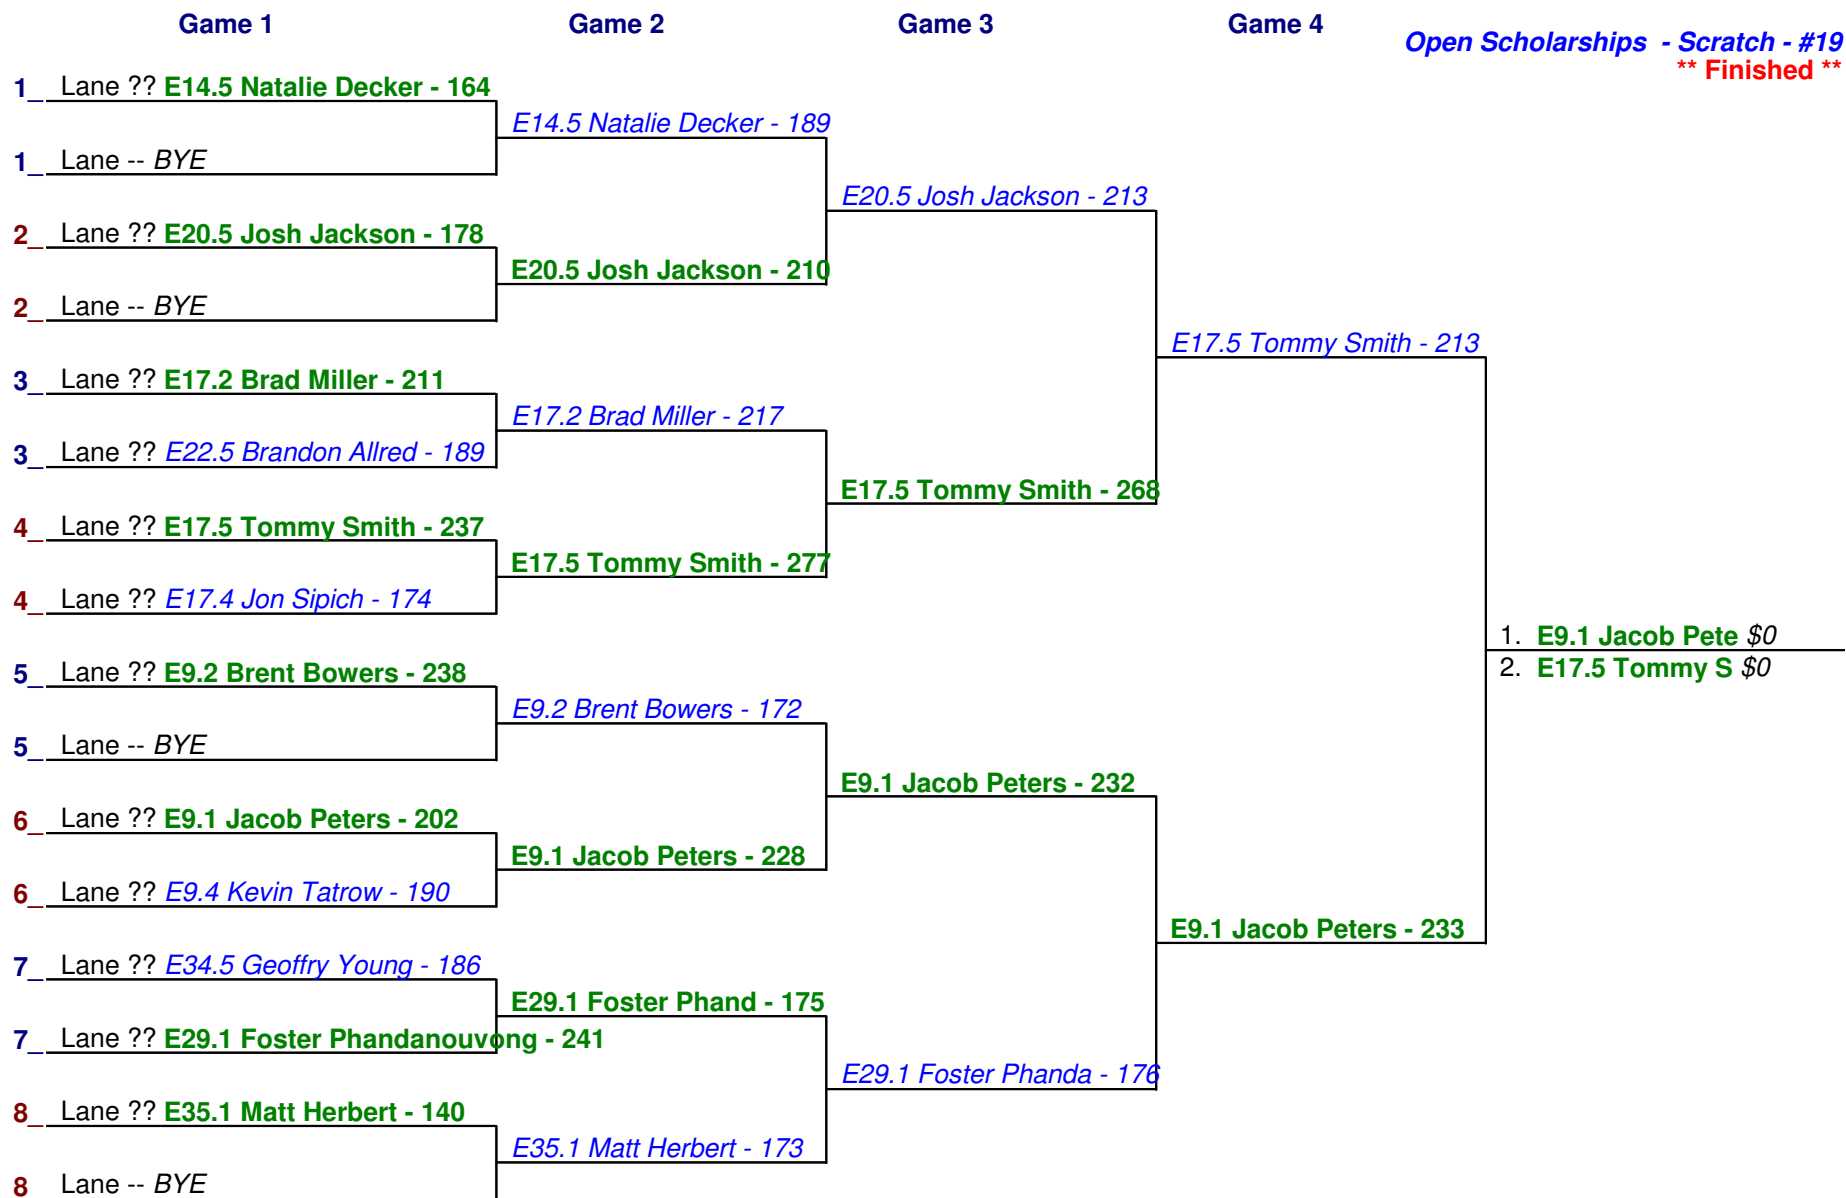 Game 1 Game 2 Game 3 Game 4
Open Scholarships - Scratch - #19
** Finished **
1_ Lane ?? E14.5 Natalie Decker - 164
E14.5 Natalie Decker - 189
1_ Lane -- BYE
E20.5 Josh Jackson - 213
2_ Lane ?? E20.5 Josh Jackson - 178
E20.5 Josh Jackson - 210
2_ Lane -- BYE
E17.5 Tommy Smith - 213
3_ Lane ?? E17.2 Brad Miller - 211
E17.2 Brad Miller - 217
3_ Lane ?? E22.5 Brandon Allred - 189
E17.5 Tommy Smith - 268
4_ Lane ?? E17.5 Tommy Smith - 237
E17.5 Tommy Smith - 277
4_ Lane ?? E17.4 Jon Sipich - 174
1. E9.1 Jacob Pete $0
2. E17.5 Tommy S $0
5_ Lane ?? E9.2 Brent Bowers - 238
E9.2 Brent Bowers - 172
5_ Lane -- BYE
E9.1 Jacob Peters - 232
6_ Lane ?? E9.1 Jacob Peters - 202
E9.1 Jacob Peters - 228
6_ Lane ?? E9.4 Kevin Tatrow - 190
E9.1 Jacob Peters - 233
7_ Lane ?? E34.5 Geoffry Young - 186
E29.1 Foster Phand - 175
7_ Lane ?? E29.1 Foster Phandanouvong - 241
E29.1 Foster Phanda - 176
8_ Lane ?? E35.1 Matt Herbert - 140
E35.1 Matt Herbert - 173
8 Lane -- BYE